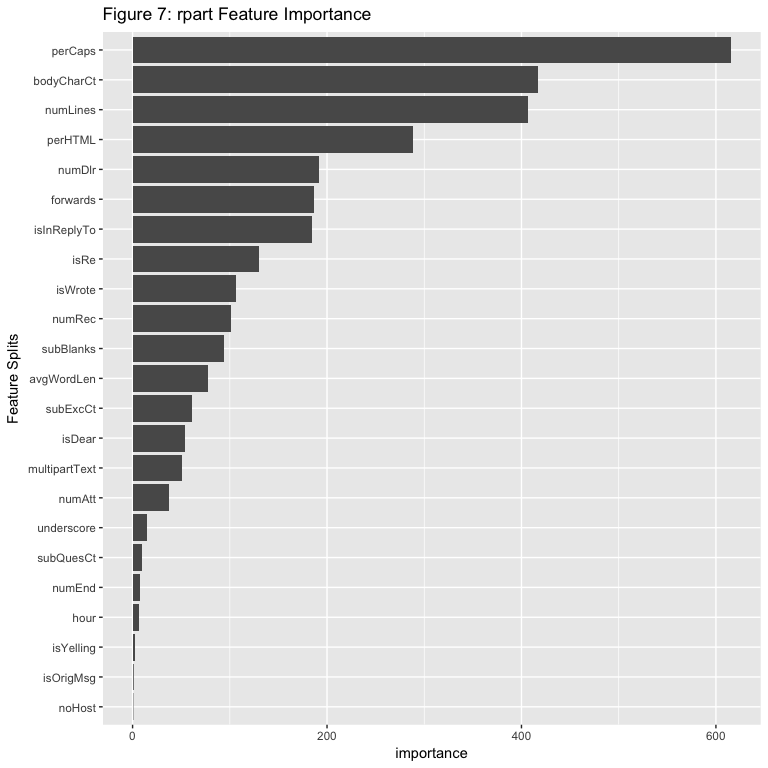 Figure 7: rpart Feature Importance
perCaps
bodyCharCt
numLines
perHTML
numDlr
forwards
isInReplyTo
isRe
isWrote
numRec
subBlanks
avgWordLen
subExcCt
isDear
multipartText
numAtt
underscore
subQuesCt
numEnd
hour
isYelling
isOrigMsg
noHost
Feature Splits
0 200 400 600
importance